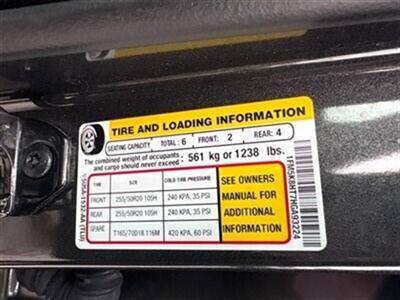 TIRE AND LOADING INFORMATION
SEATING CAPACITY TOTAL: 6 FRONT: 2 REAR: 4
The combined weight of occupants and cargo should never exceed: 561 kg or 1238 lbs.
TIRE SIZE COLD TIRE PRESSURE
FRONT 255/50R20 105H 240 KPA, 35 PSI
REAR 255/50R20 105H 240 KPA, 35 PSI
SPARE T165/70D18 116M 420 KPA, 60 PSI
SEE OWNERS
MANUAL FOR
ADDITIONAL
INFORMATION